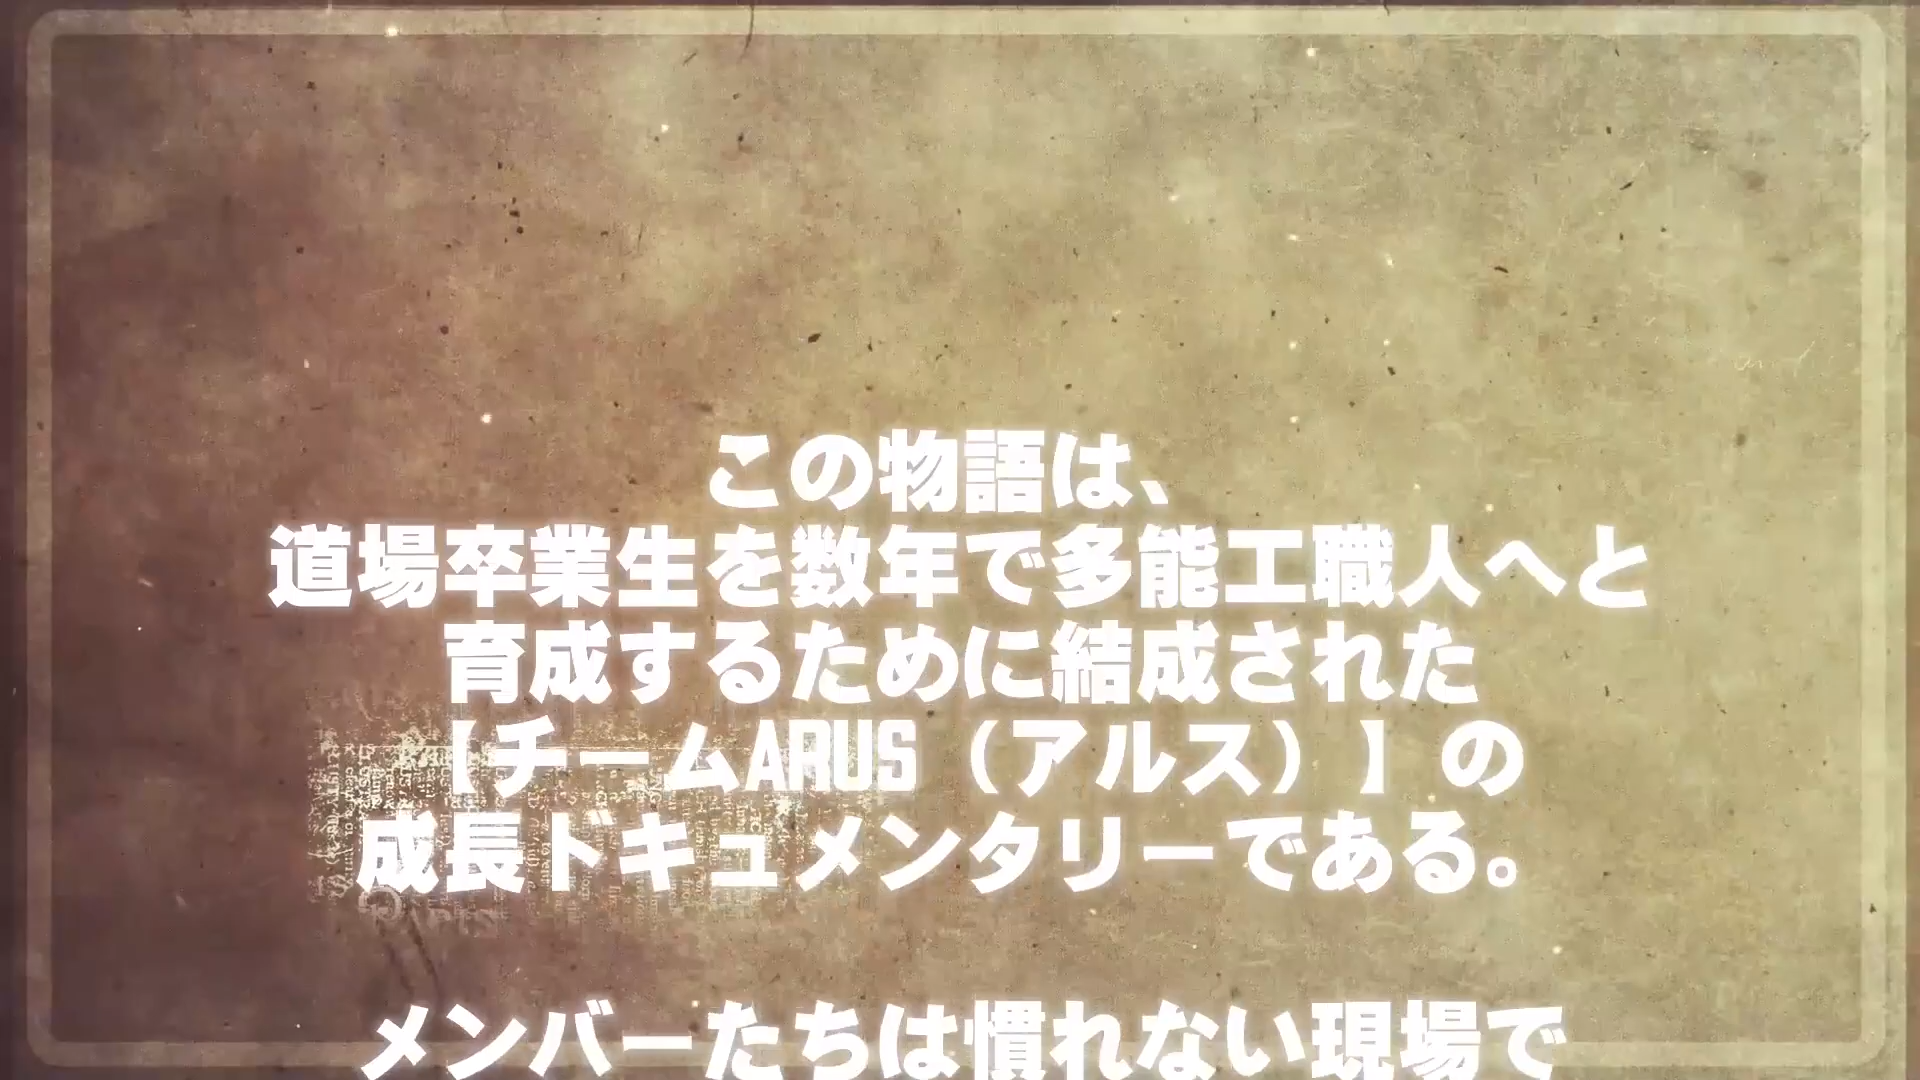 この物語は、
道場卒業生を数年で多能工職人へと
育成するために結成された
【チームARUS（アルス）】の
成長ドキュメンタリーである。
メンバーたちは慣れない現場で